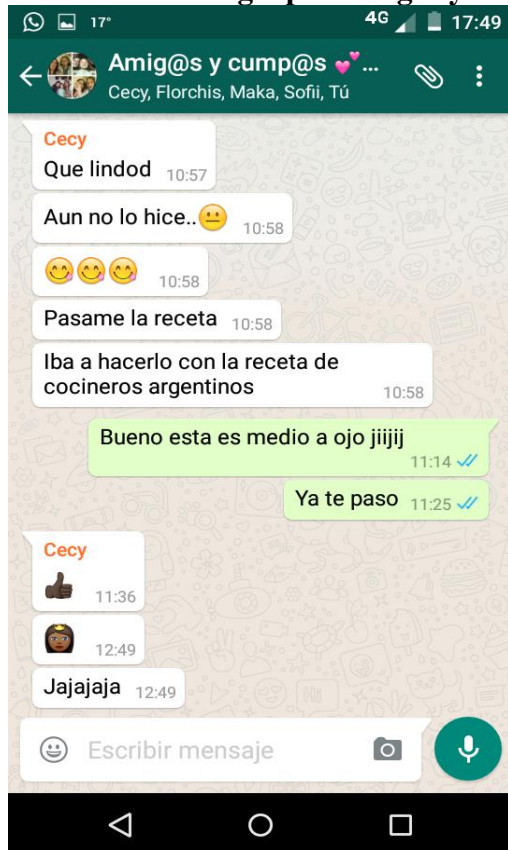 17° 4G 17:49
Amig@s y cump@s 💕...
Cecy, Florchis, Maka, Sofii, Tú
Cecy
Que lindod 10:57
Aun no lo hice..😐 10:58
😋😋😋 10:58
Pasame la receta 10:58
Iba a hacerlo con la receta de
cocineros argentinos 10:58
Bueno esta es medio a ojo jiijij
11:14
Ya te paso 11:25
Cecy
👍🏿 11:36
👸🏿 12:49
Jajajaja 12:49
Escribir mensaje